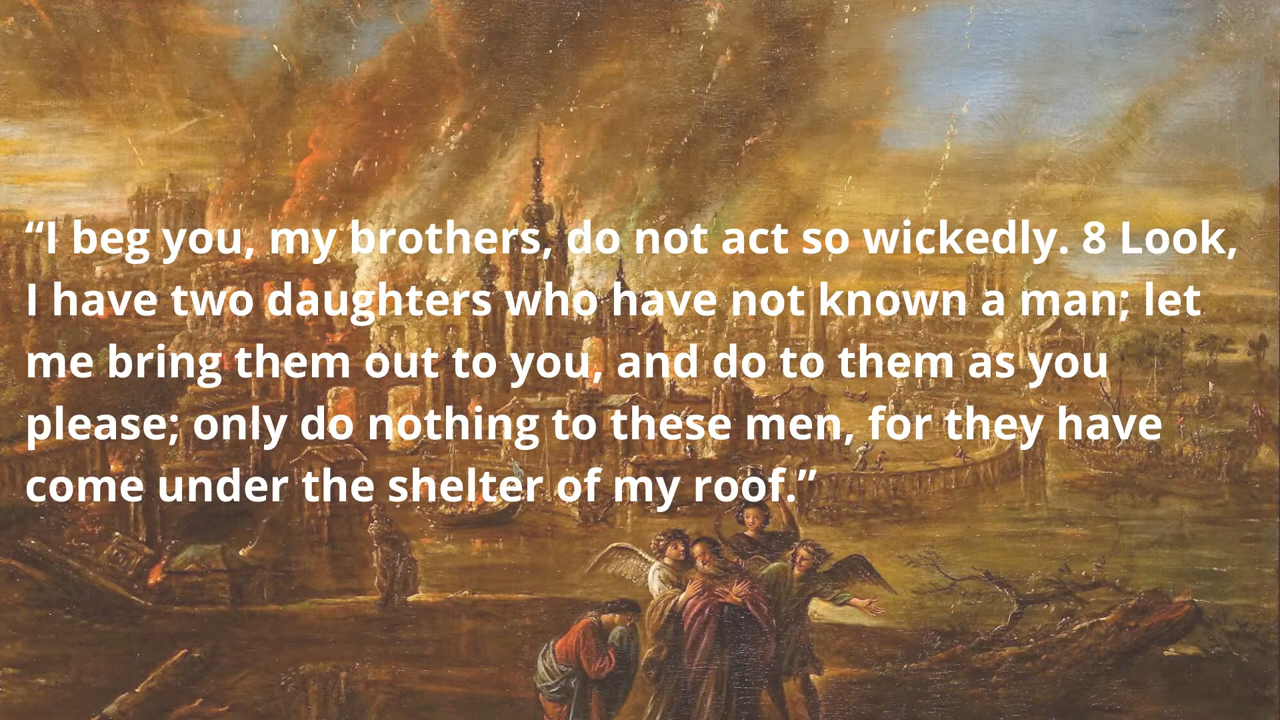 “I beg you, my brothers, do not act so wickedly. 8 Look,
I have two daughters who have not known a man; let
me bring them out to you, and do to them as you
please; only do nothing to these men, for they have
come under the shelter of my roof.”